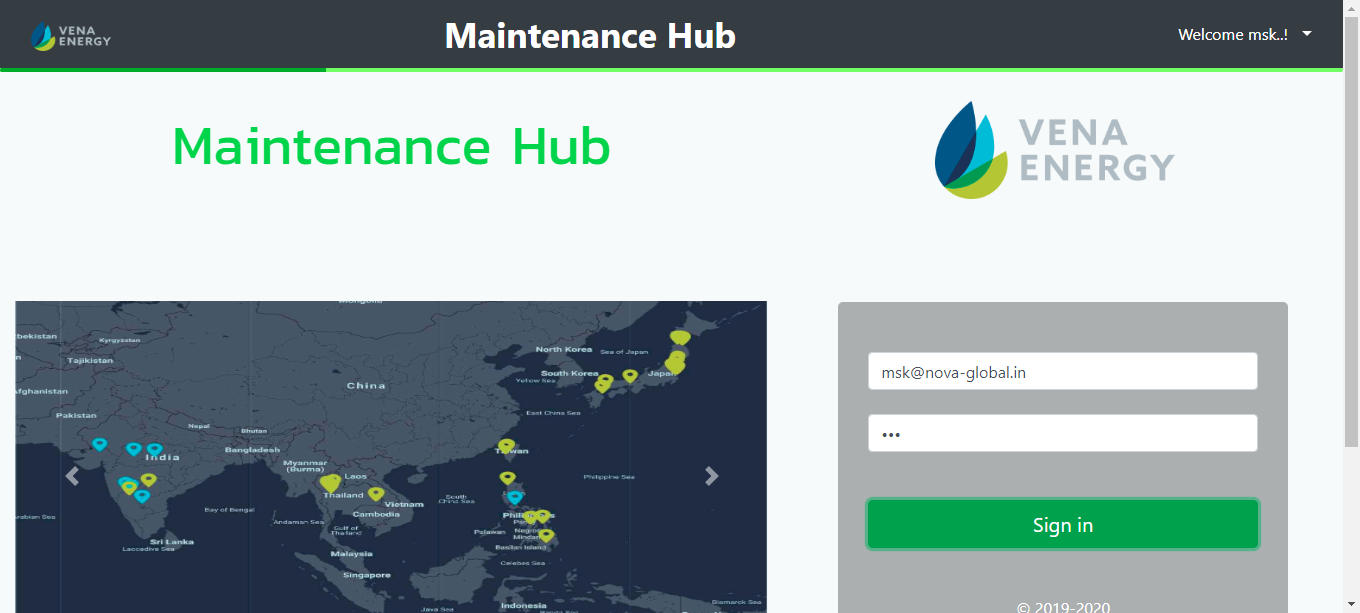 VENA
ENERGY
Maintenance Hub
Welcome msk..!
Maintenance Hub
VENA
ENERGY
Mongolia
Kyrgyzstan
Tajikistan
Afghanistan
Pakistan
Nepal
Bhutan
Bangladesh
India
China
North Korea
Sea of Japan
South Korea
Japan
Yellow Sea
East China Sea
Myanmar
(Burma)
Laos
Thailand
Vietnam
Cambodia
Taiwan
Philippine Sea
South
China Sea
Bay of Bengal
Andaman Sea
Gulf of
Thailand
Sri Lanka
Laccadive Sea
Palawan
Basilan Island
Celebes Sea
Malaysia
Singapore
Java Sea
Indonesia
Banda Sea
Bismarck Sea
msk@nova-global.in
•••
Sign in
© 2019-2020